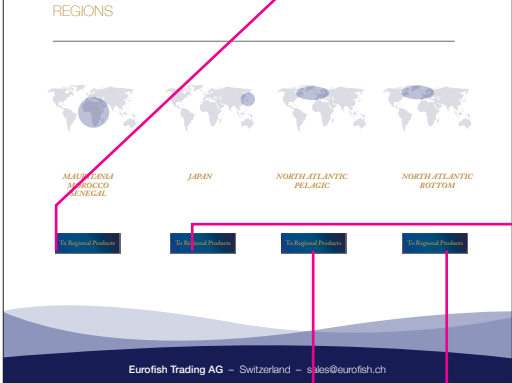 REGIONS
MAURITANIA
MOROCCO
SENEGAL
JAPAN
NORTH ATLANTIC
PELAGIC
NORTH ATLANTIC
BOTTOM
To Regional Products
To Regional Products
To Regional Products
To Regional Products
Eurofish Trading AG – Switzerland – sales@eurofish.ch